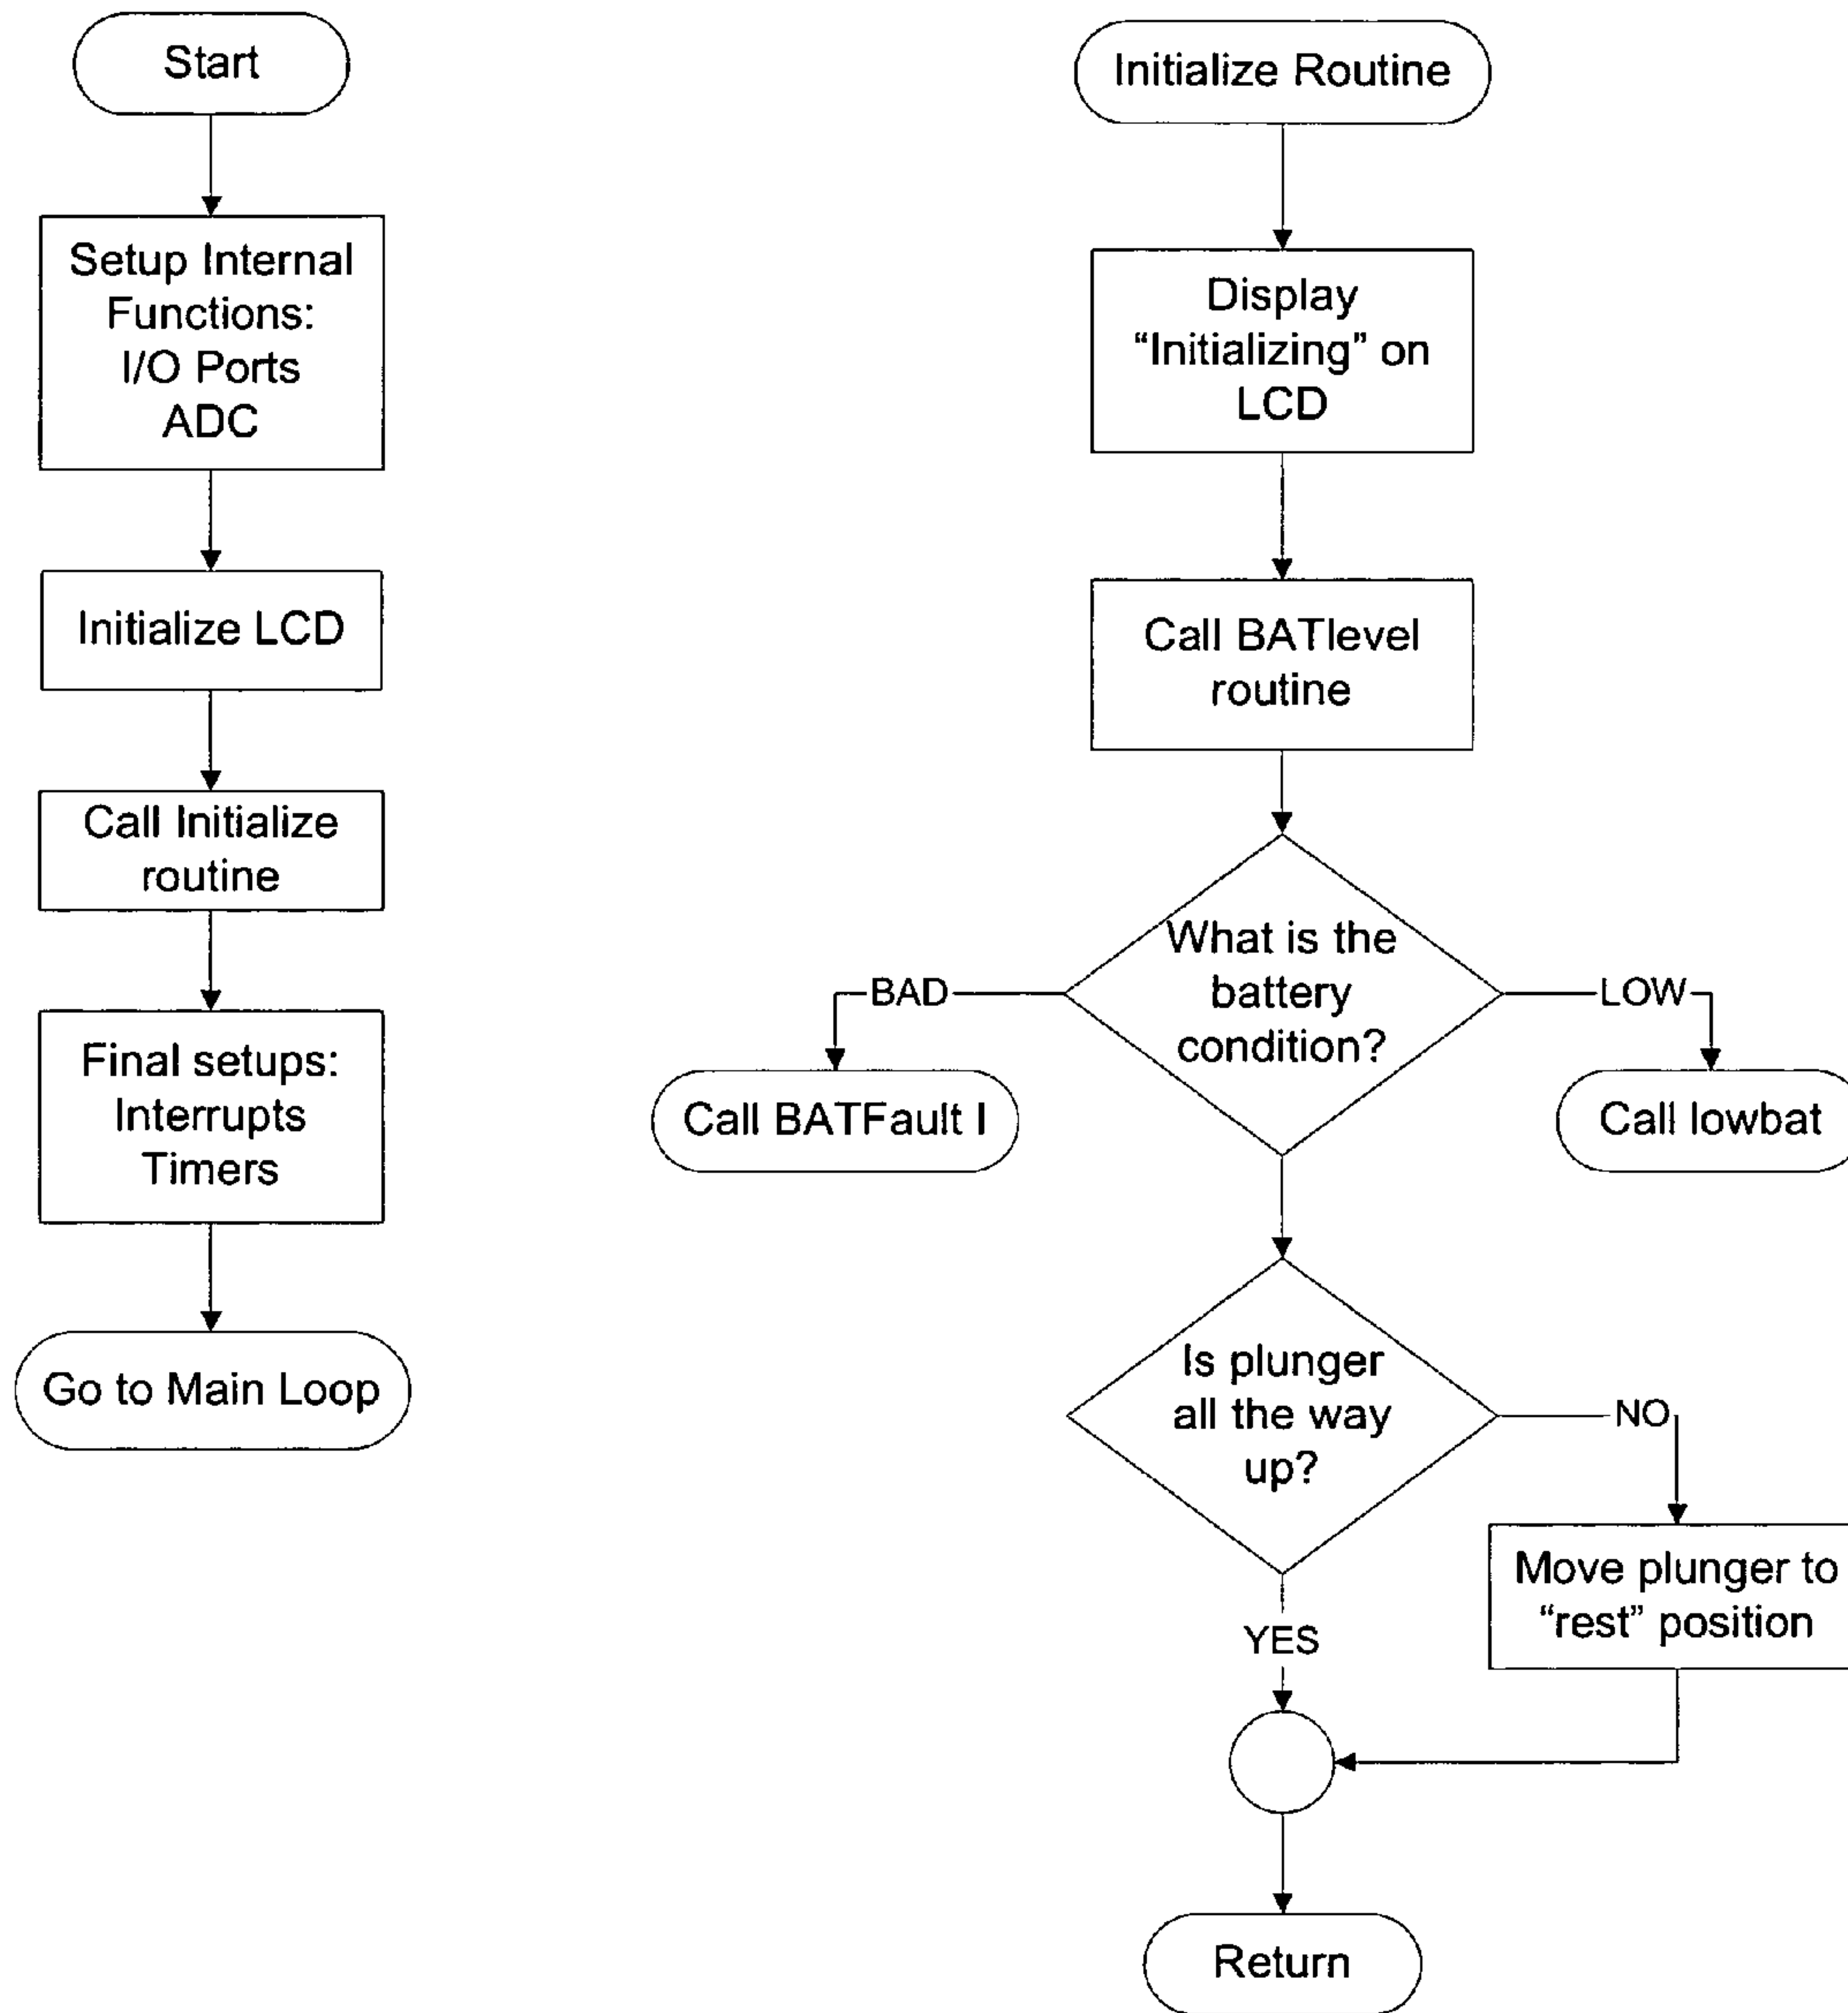 Start
Setup Internal
Functions:
I/O Ports
ADC
Initialize LCD
Call Initialize
routine
Final setups:
Interrupts
Timers
Go to Main Loop
Initialize Routine
Display
“Initializing” on
LCD
Call BATlevel
routine
What is the
battery
condition?
BAD
LOW
Call BATFault I
Call lowbat
Is plunger
all the way
up?
NO
Move plunger to
“rest” position
YES
Return